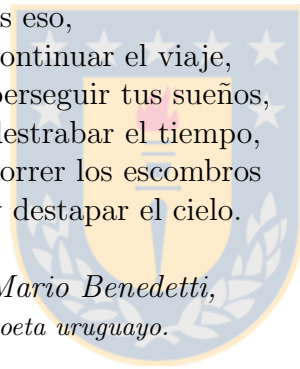 s eso,
ontinuar el viaje,
perseguir tus sueños,
destrabar el tiempo,
orrer los escombros
y destapar el cielo.
Mario Benedetti,
oeta uruguayo.